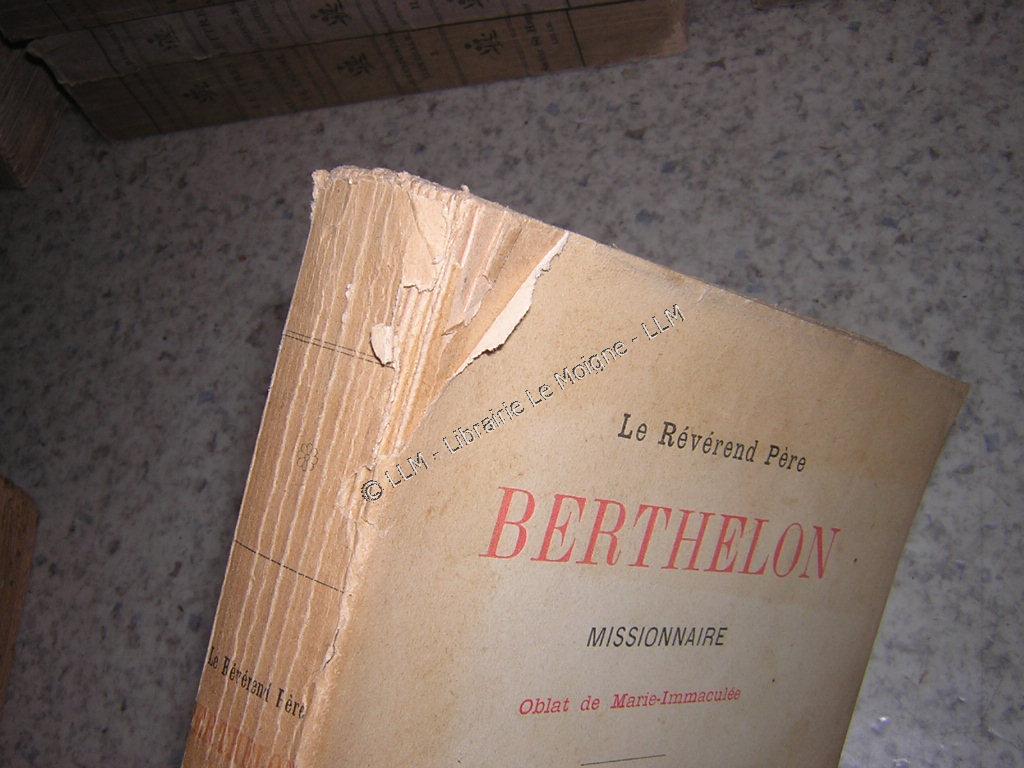 Le Révérend Père
BERTHELON
MISSIONNAIRE
Oblat de Marie-Immaculée
Le Révérend Père
© LLM - Librairie Le Moigne - LLM